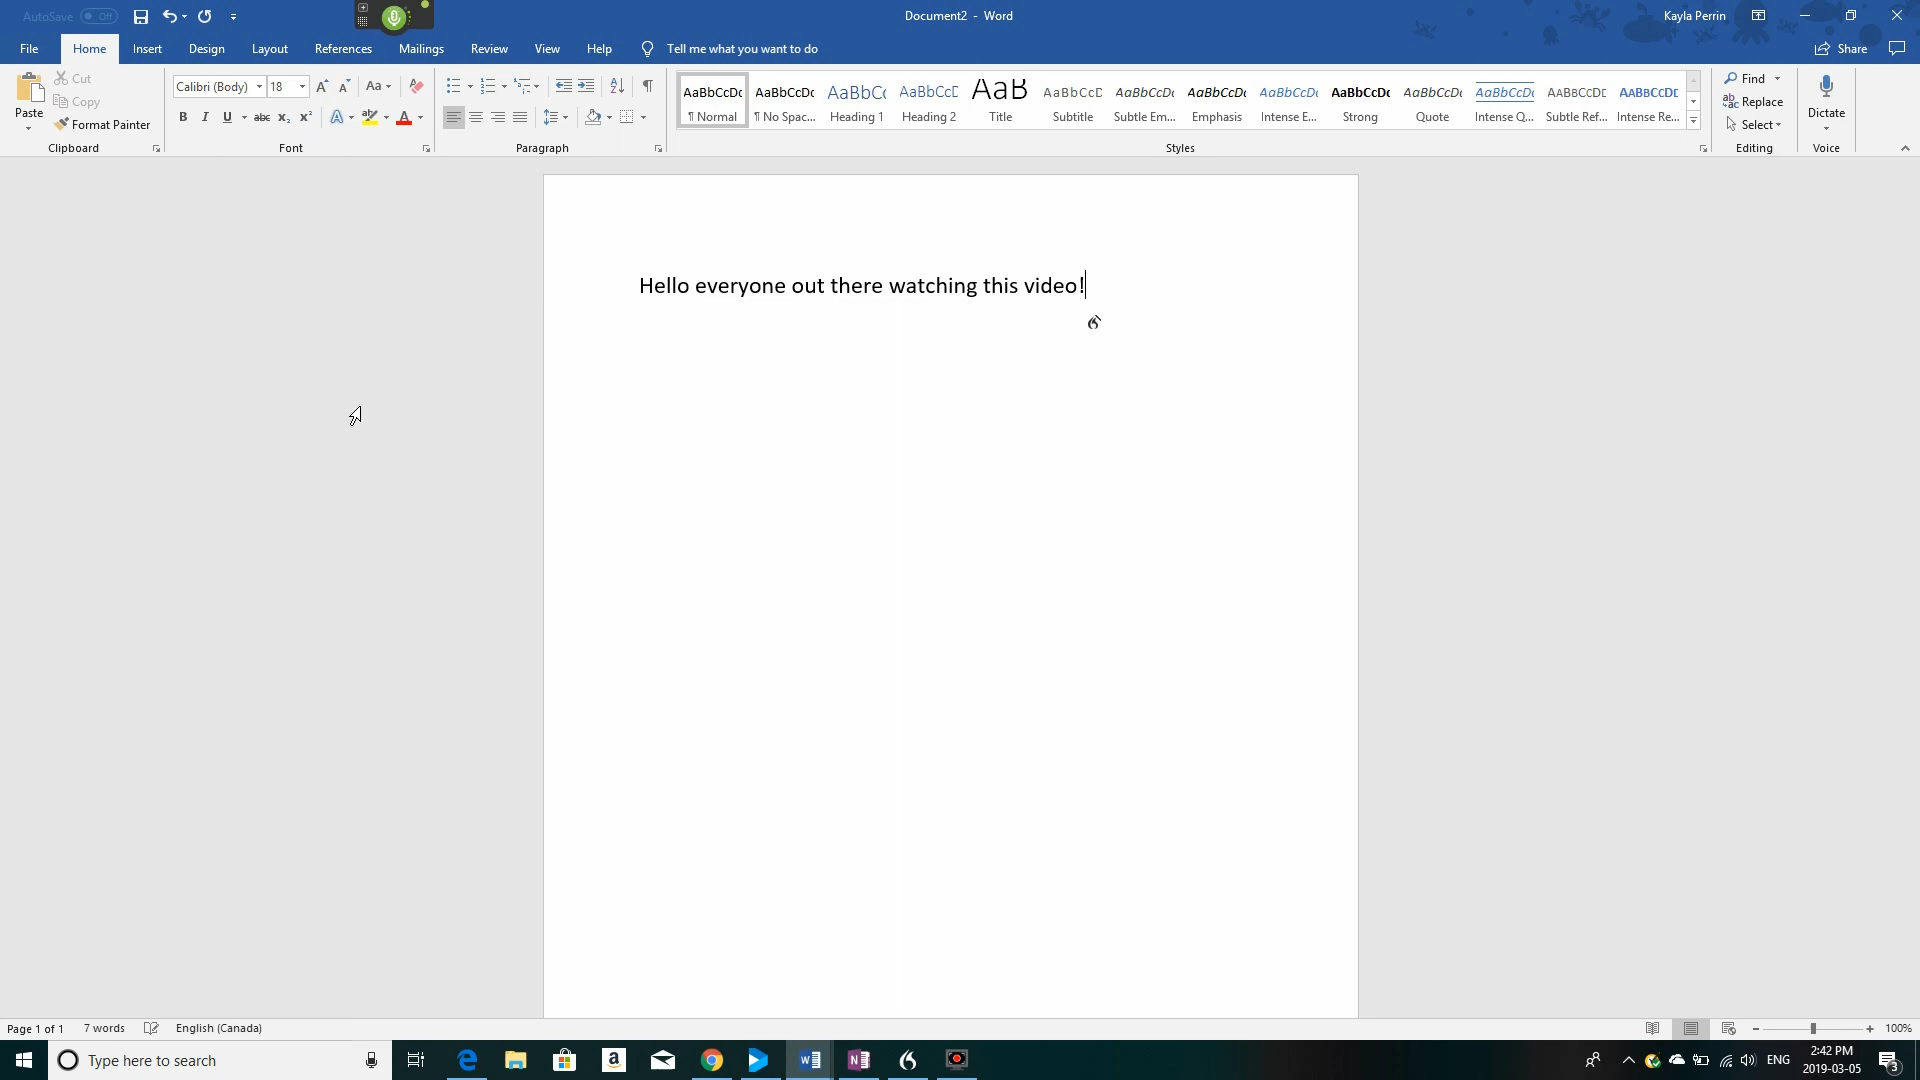 AutoSave Off Document2 - Word Kayla Perrin
File Home Insert Design Layout References Mailings Review View Help Tell me what you want to do Share
Paste Cut Copy Format Painter Clipboard
Calibri (Body) 18 Aa Font
Paragraph
AaBbCcDc AaBbCcDc AaBbCc AaBbCcD AaB AaBbCcD AaBbCcDc AaBbCcDc AaBbCcDc AaBbCcDc AaBbCcDc AaBbCcDc AABBCCDD AABBCCDD
¶ Normal ¶ No Spac... Heading 1 Heading 2 Title Subtitle Subtle Em... Emphasis Intense E... Strong Quote Intense Q... Subtle Ref... Intense Re...
Styles
Find Replace Select Editing
Dictate Voice
Hello everyone out there watching this video!
Page 1 of 1 7 words English (Canada) 100%
Type here to search ENG 2:42 PM
2019-03-05 3